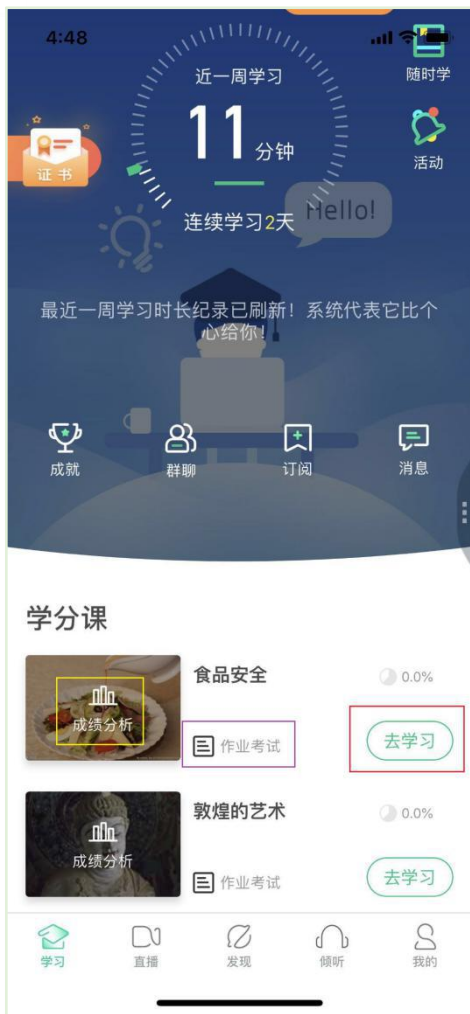 4:48
随时学
近一周学习
11分钟
活动
证书
连续学习2天
Hello!
最近一周学习时长纪录已刷新！系统代表它比个
心给你！
成就
群聊
订阅
消息
学分课
食品安全
0.0%
成绩分析
作业考试
去学习
敦煌的艺术
0.0%
成绩分析
作业考试
去学习
学习
直播
发现
倾听
我的